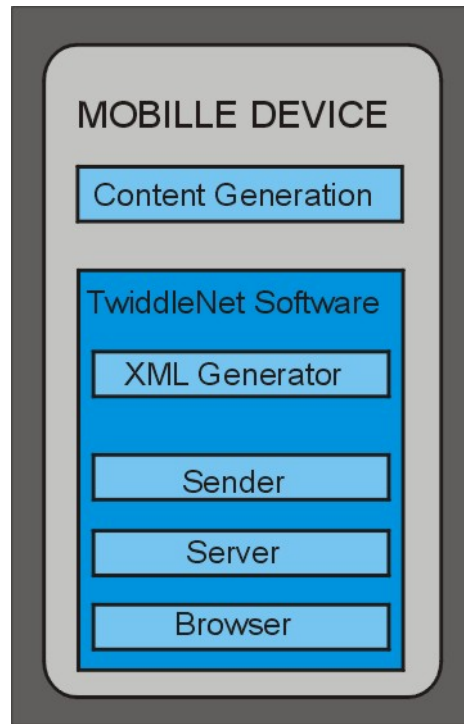 MOBILLE DEVICE
Content Generation
TwiddleNet Software
XML Generator
Sender
Server
Browser